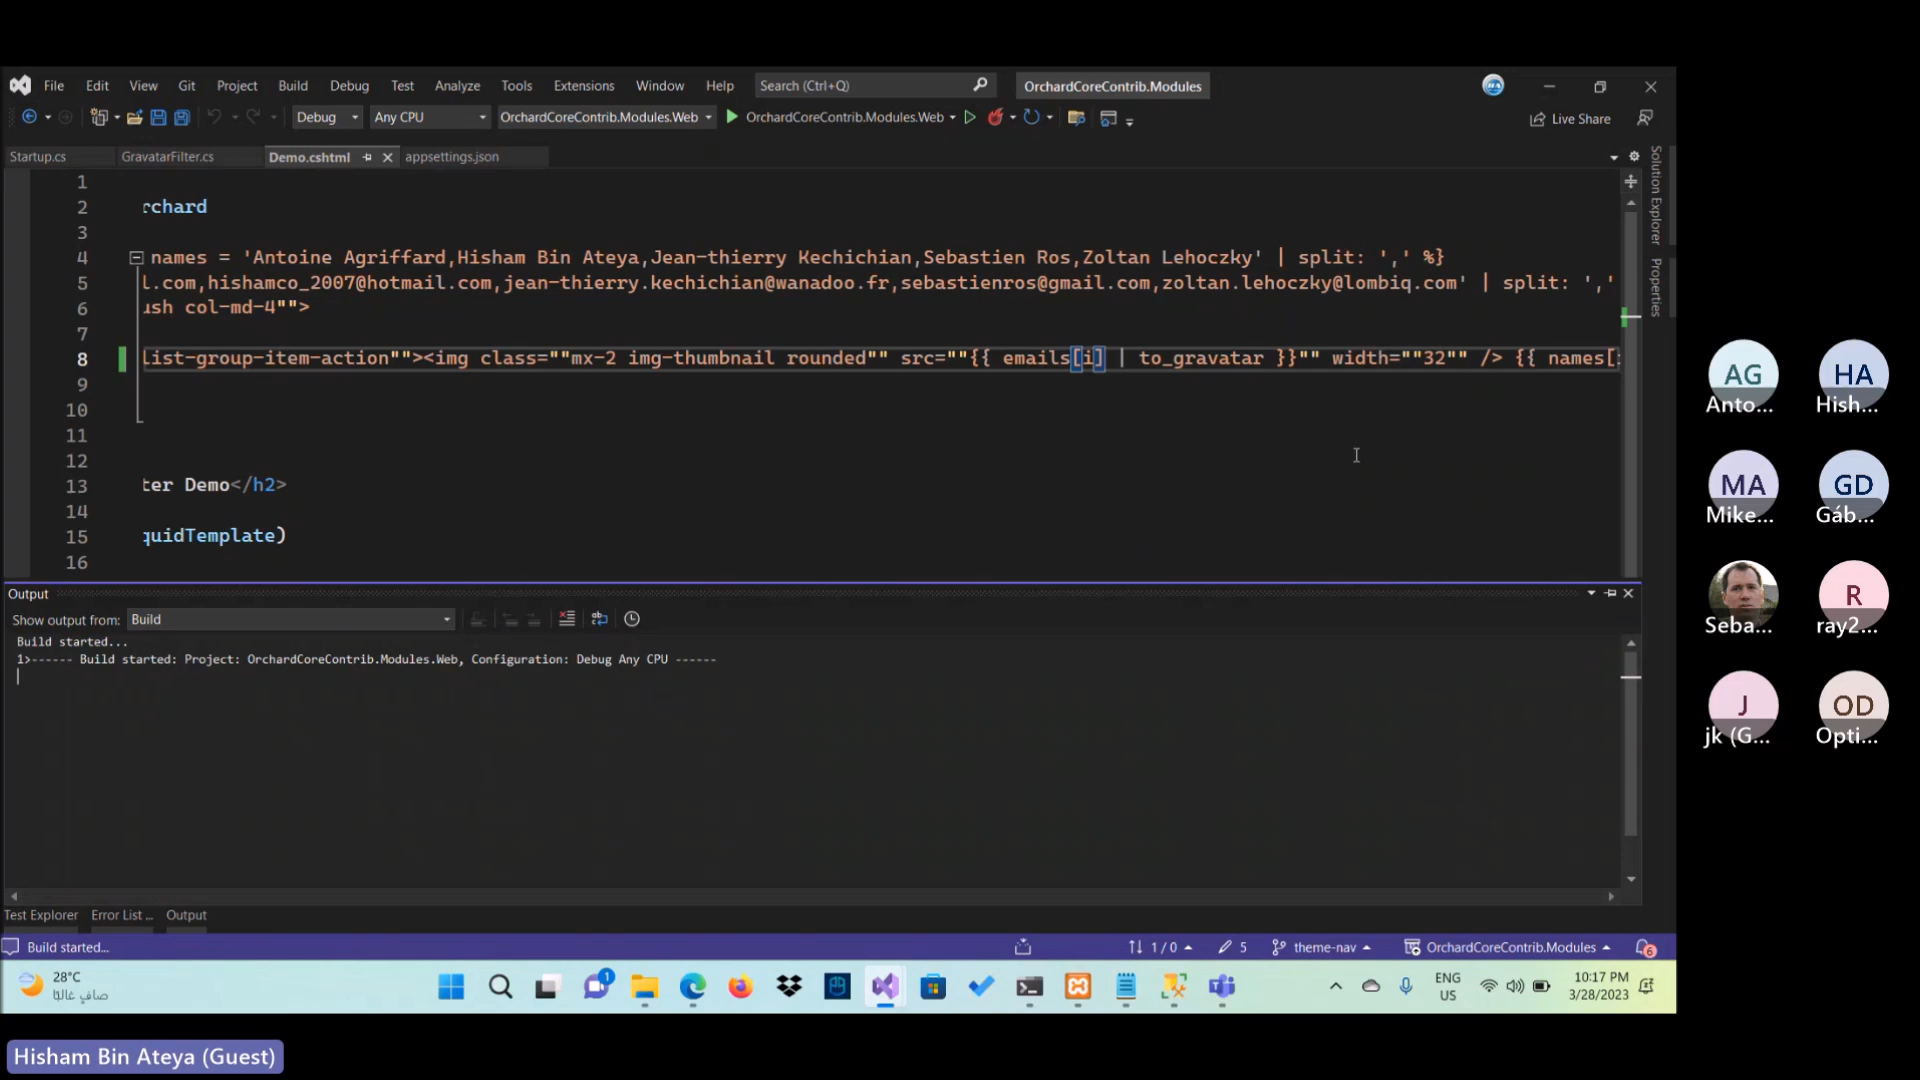 File Edit View Git Project Build Debug Test Analyze Tools Extensions Window Help Search (Ctrl+Q) OrchardCoreContrib.Modules
Debug Any CPU OrchardCoreContrib.Modules.Web OrchardCoreContrib.Modules.Web Live Share
Startup.cs GravatarFilter.cs Demo.cshtml appsettings.json
Solution Explorer
Properties
1
2 rchard
3
4 names = 'Antoine Agriffard,Hisham Bin Ateya,Jean-thierry Kechichian,Sebastien Ros,Zoltan Lehoczky' | split: ',' %}
5 l.com,hishamco_2007@hotmail.com,jean-thierry.kechichian@wanadoo.fr,sebastienros@gmail.com,zoltan.lehoczky@lombiq.com' | split: ','
6 ush col-md-4"">
7
8 list-group-item-action""><img class=""mx-2 img-thumbnail rounded"" src=""{{ emails[i] | to_gravatar }}"" width=""32"" /> {{ names[
9
10
11
12
13 ter Demo</h2>
14
15 quidTemplate)
16
Output
Show output from: Build
Build started...
1>------ Build started: Project: OrchardCoreContrib.Modules.Web, Configuration: Debug Any CPU ------
Test Explorer Error List ... Output
Build started... 1 / 0 5 theme-nav OrchardCoreContrib.Modules 6
28°C
صافٍ غالبًا
1
ENG
US
10:17 PM
3/28/2023
AG
Anto...
HA
Hish...
MA
Mike...
GD
Gáb...
Seba...
R
ray2...
J
jk (G...
OD
Opti...
Hisham Bin Ateya (Guest)